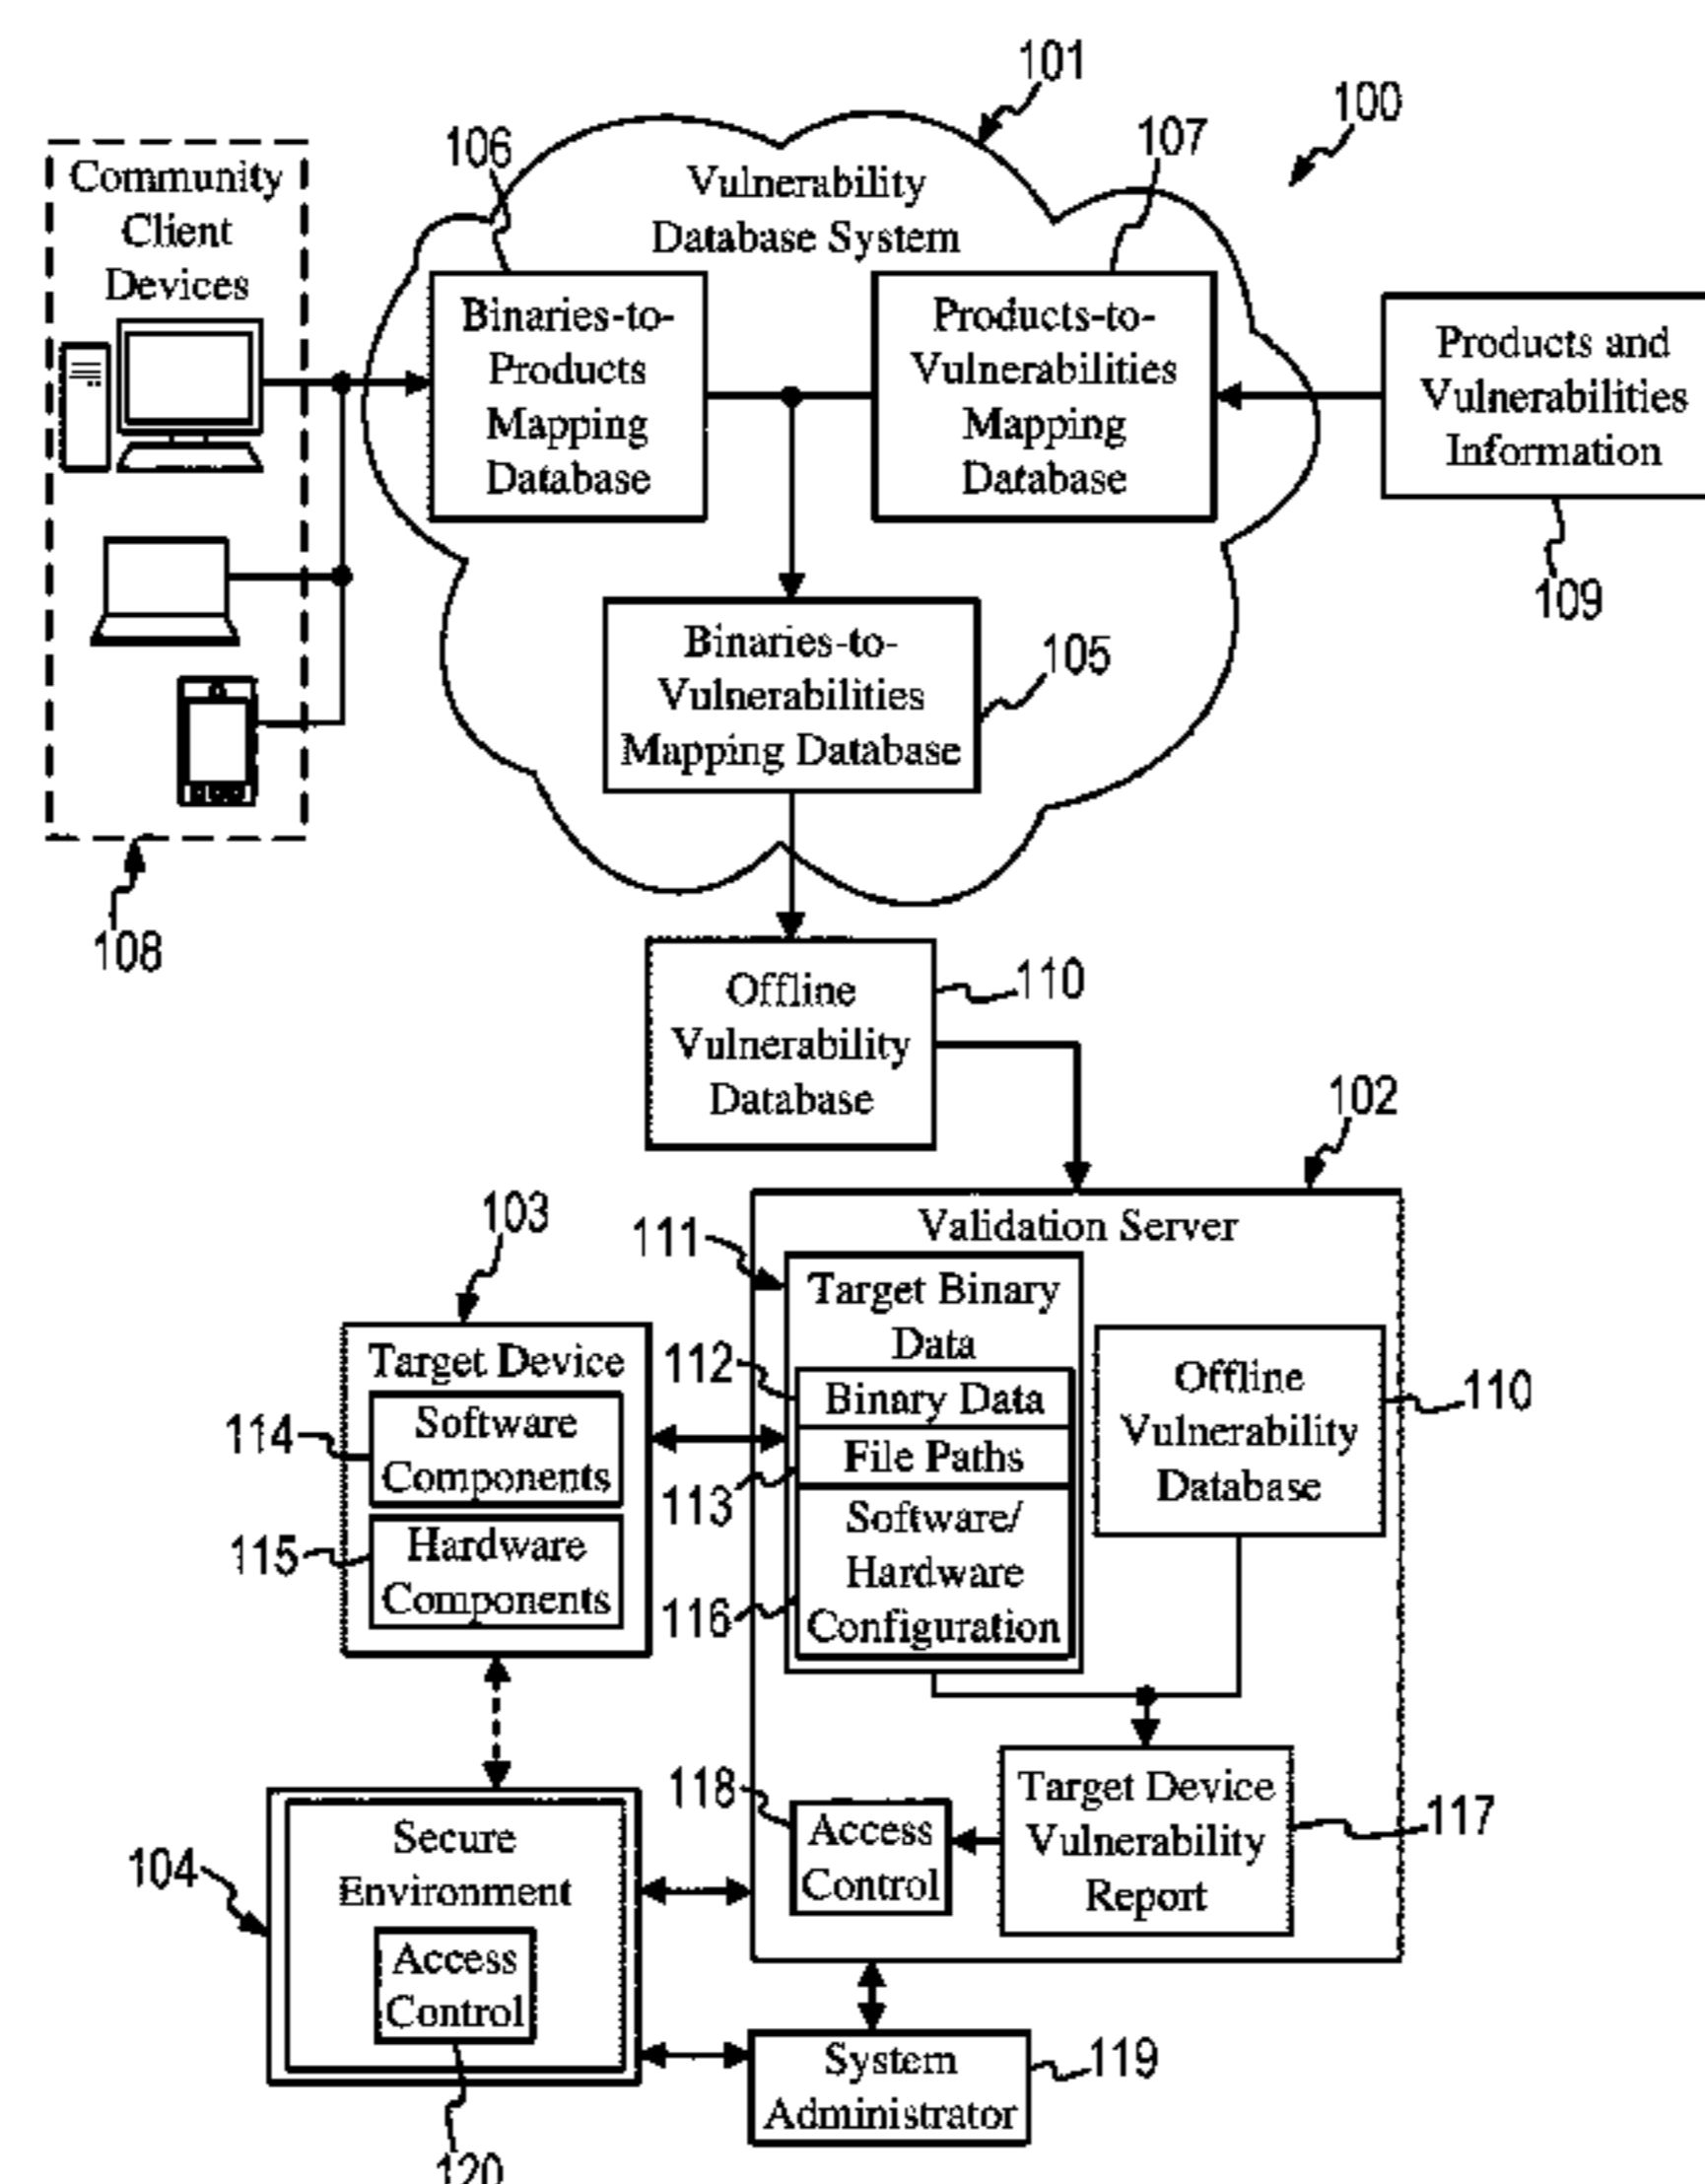 101
100
106
107
Community
Client
Devices
Vulnerability
Database System
Binaries-to-
Products
Mapping
Database
Products-to-
Vulnerabilities
Mapping
Database
Products and
Vulnerabilities
Information
109
Binaries-to-
Vulnerabilities
Mapping Database
105
108
Offline
Vulnerability
Database
110
102
103
111
Validation Server
Target Binary
Data
Target Device
112
Binary Data
Offline
Vulnerability
Database
110
114
Software
Components
File Paths
113
115
Hardware
Components
Software/
Hardware
Configuration
116
118
Access
Control
Target Device
Vulnerability
Report
117
104
Secure
Environment
Access
Control
System
Administrator
119
120